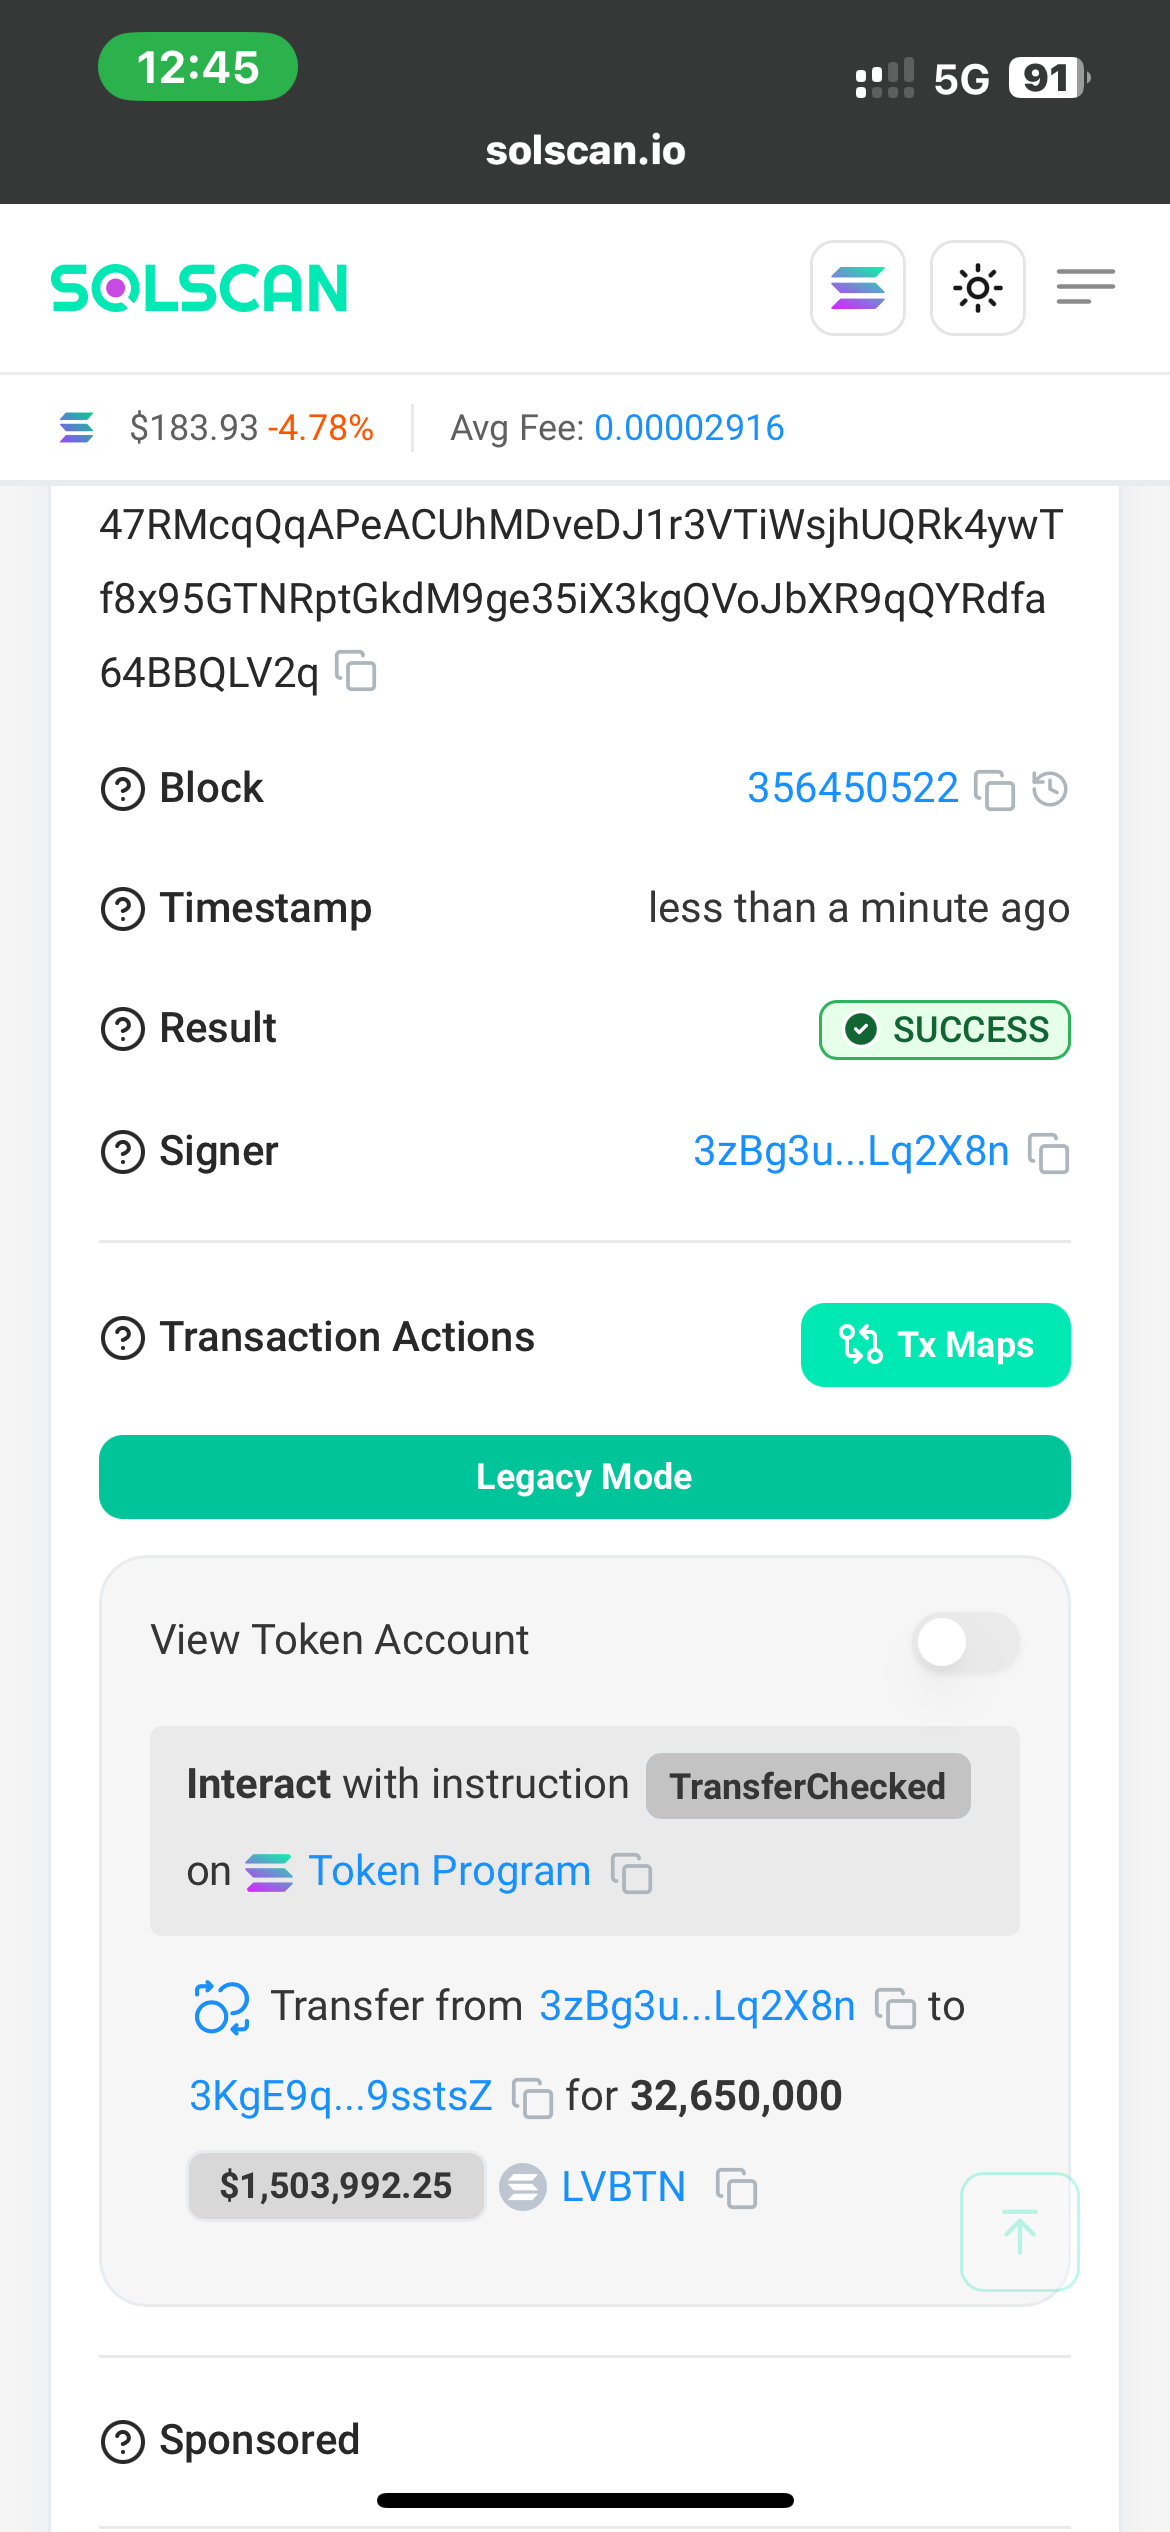 12:45
5G 91
solscan.io
SOLSCAN
$183.93 -4.78% Avg Fee: 0.00002916
47RMcqQqAPeACUhMDveDJ1r3VTiWsjhUQRk4ywT
f8x95GTNRptGkdM9ge35iX3kgQVoJbXR9qQYRdfa
64BBQLV2q
Block 356450522
Timestamp less than a minute ago
Result SUCCESS
Signer 3zBg3u...Lq2X8n
Transaction Actions Tx Maps
Legacy Mode
View Token Account
Interact with instruction TransferChecked
on Token Program
Transfer from 3zBg3u...Lq2X8n to
3KgE9q...9sstsZ for 32,650,000
$1,503,992.25 LVBTN
Sponsored